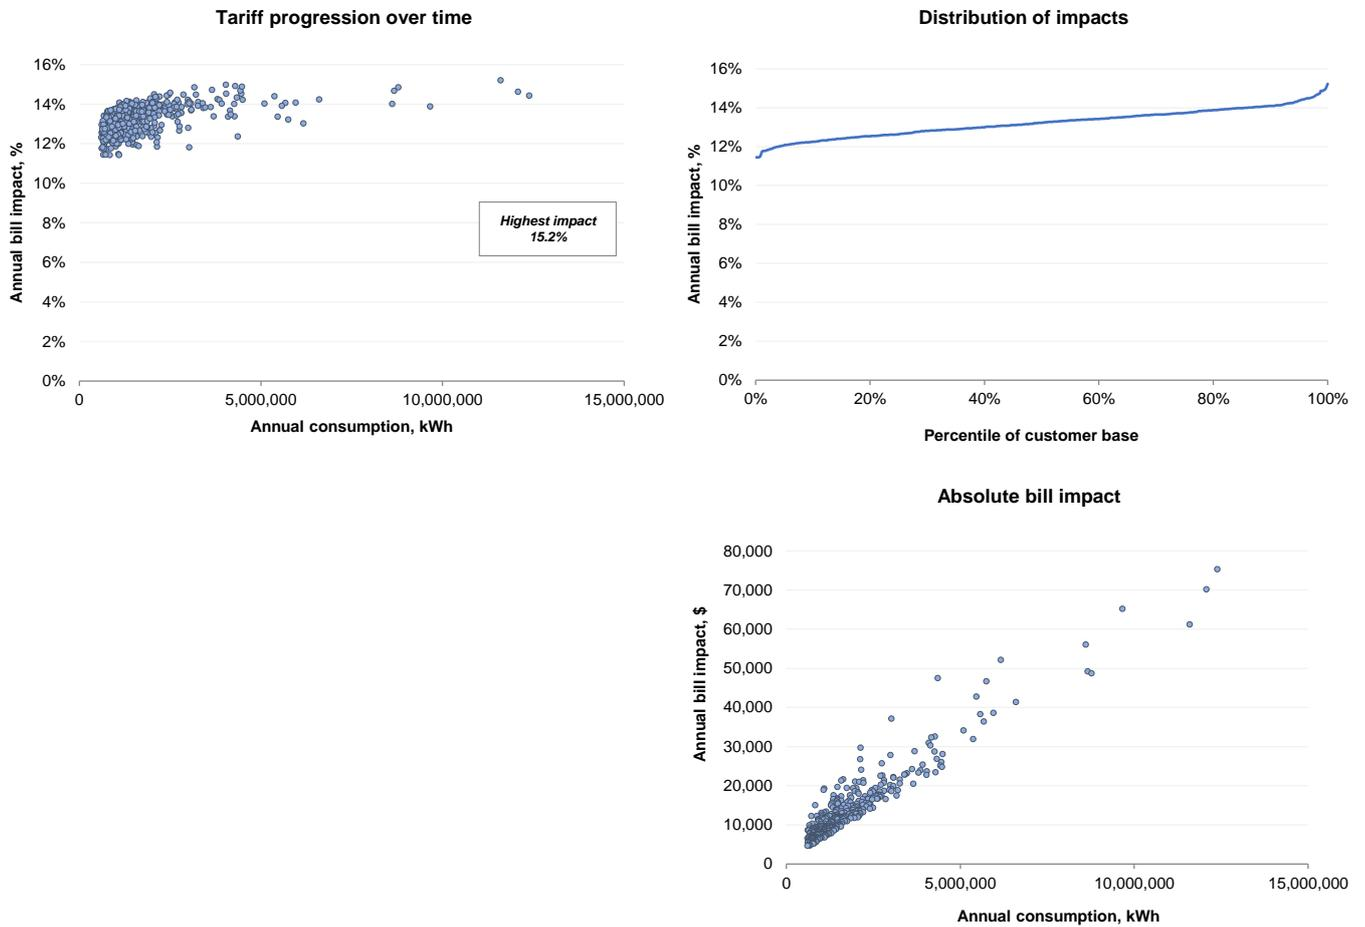 Tariff progression over time
16%
14%
12%
10%
8%
6%
4%
2%
0%
Annual bill impact, %
Highest impact
15.2%
0 5,000,000 10,000,000 15,000,000
Annual consumption, kWh
Distribution of impacts
16%
14%
12%
10%
8%
6%
4%
2%
0%
Annual bill impact, %
0% 20% 40% 60% 80% 100%
Percentile of customer base
Absolute bill impact
80,000
70,000
60,000
50,000
40,000
30,000
20,000
10,000
0
Annual bill impact, $
0 5,000,000 10,000,000 15,000,000
Annual consumption, kWh